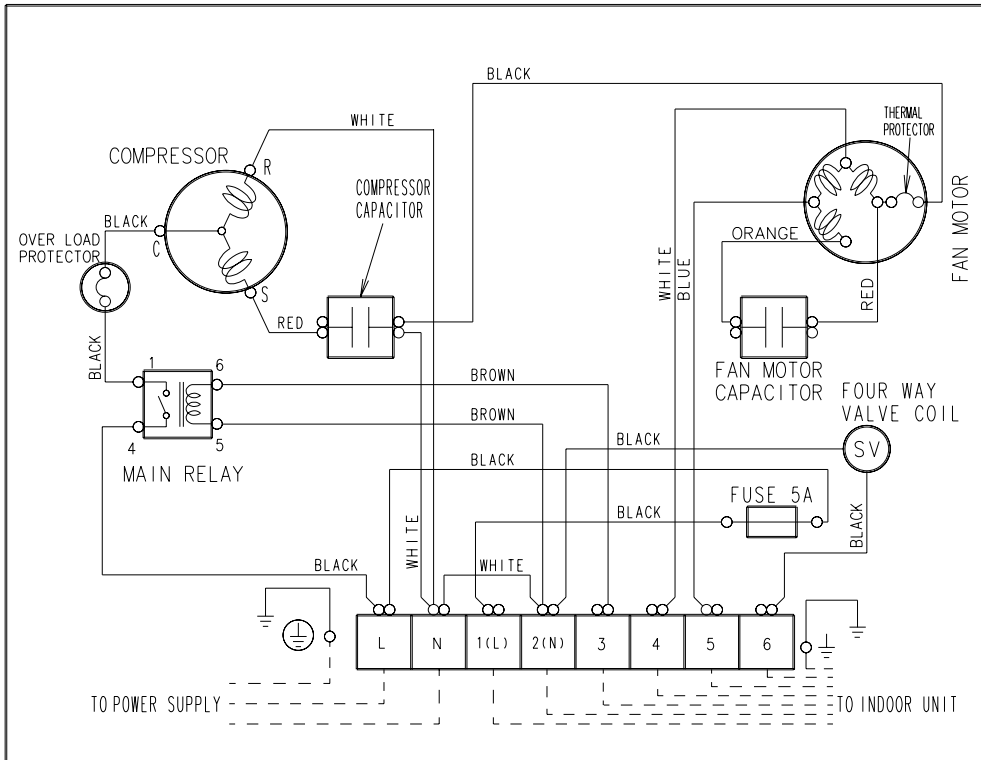 BLACK
WHITE
THERMAL
PROTECTOR
COMPRESSOR
R
COMPRESSOR
CAPACITOR
FAN MOTOR
BLACK
C
OVER LOAD
PROTECTOR
ORANGE
WHITE
BLUE
S
RED
RED
BLACK
1
6
BROWN
FAN MOTOR
CAPACITOR
FOUR WAY
VALVE COIL
BROWN
4
5
BLACK
SV
MAIN RELAY
BLACK
FUSE 5A
BLACK
BLACK
WHITE
BLACK
WHITE
L
N
1(L)
2(N)
3
4
5
6
TO POWER SUPPLY
TO INDOOR UNIT